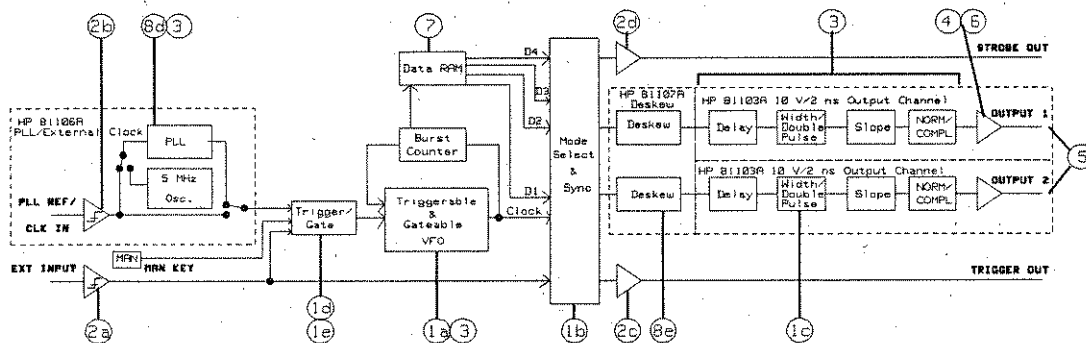 2b
8d 3
7
2d
3
4 6
D4
STROBE OUT
Data RAM
D3
HP 81107A
Deskew
HP 81103A 10 V/2 ns Output Channel
HP 81106A
PLL/External Clock
PLL
D2
OUTPUT 1
Deskew
Delay
Width/
Double
Pulse
Slope
NORM/
COMPL
Burst
Counter
Mode
Select
&
Sync
5
HP 81103A 10 V/2 ns Output Channel
5 MHz
Osc.
D1
OUTPUT 2
Deskew
Delay
Width/
Double
Pulse
Slope
NORM/
COMPL
PLL REF/
CLK IN
Trigger/
Gate
Triggerable
&
Gateable
VFO
Clock
MAN
MAN KEY
EXT INPUT
TRIGGER OUT
2a
1d
1e
1a 3
1b
2c
8e
1c